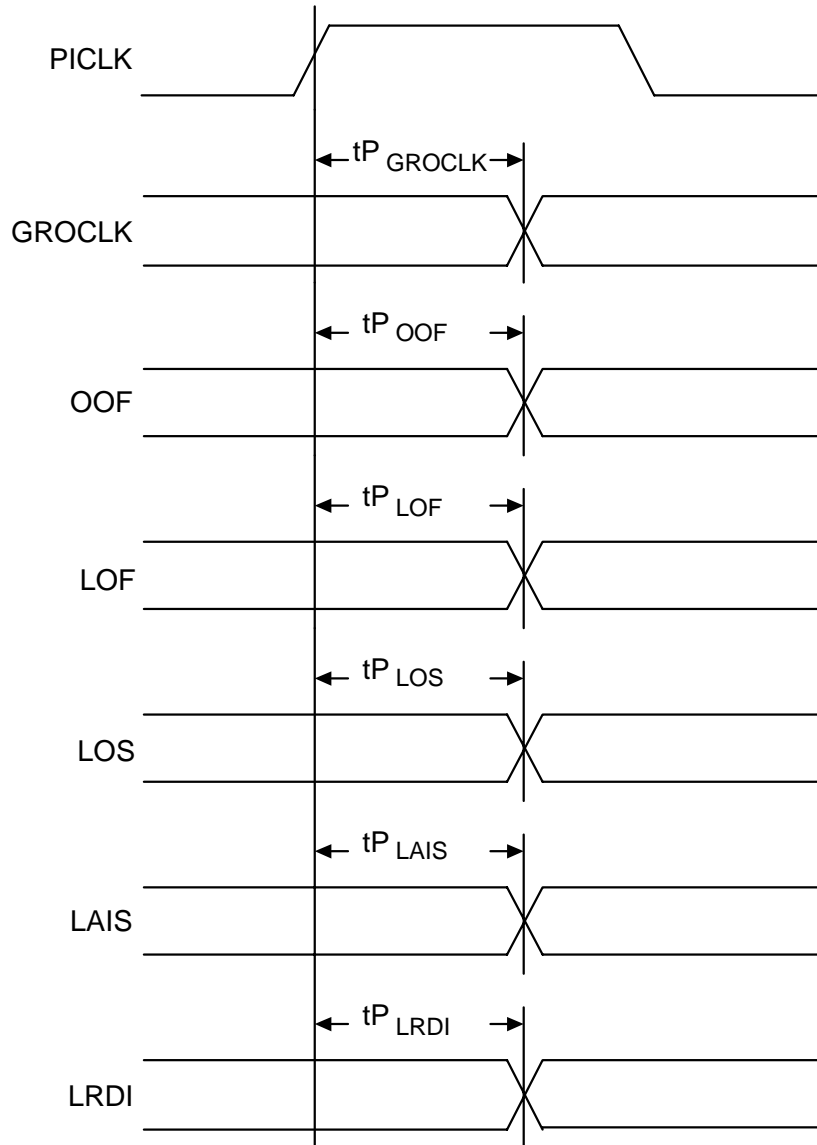 PICLK
tP GROCLK
GROCLK
tP OOF
OOF
tP LOF
LOF
tP LOS
LOS
tP LAIS
LAIS
tP LRDI
LRDI